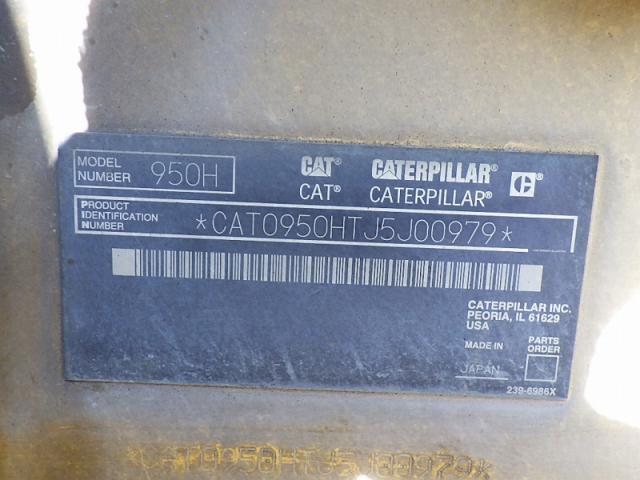 MODEL NUMBER 950H
CAT® CATERPILLAR® C
CAT® CATERPILLAR®
PRODUCT IDENTIFICATION NUMBER *CAT0950HTJ5J00979*
CATERPILLAR INC.
PEORIA, IL 61629
USA
MADE IN PARTS ORDER
JAPAN
239-6986X
*CAT0950HTJ5J00979*